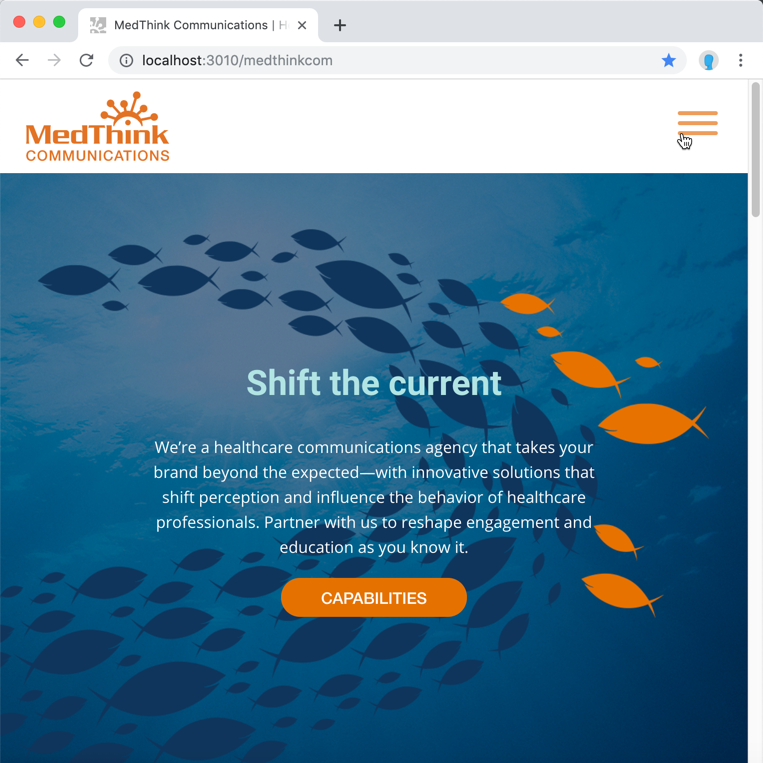 MedThink Communications | H
localhost:3010/medthinkcom
MedThink
COMMUNICATIONS
Shift the current
We’re a healthcare communications agency that takes your
brand beyond the expected—with innovative solutions that
shift perception and influence the behavior of healthcare
professionals. Partner with us to reshape engagement and
education as you know it.
CAPABILITIES